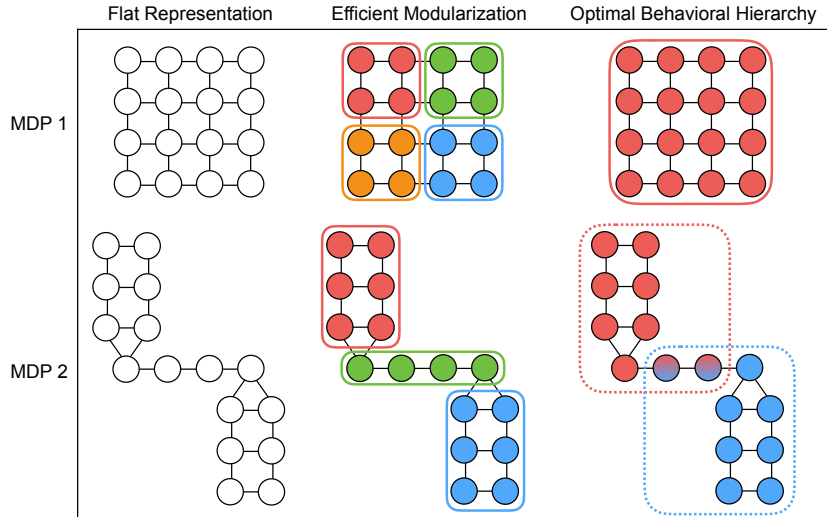 Flat Representation
Efficient Modularization
Optimal Behavioral Hierarchy
MDP 1
MDP 2